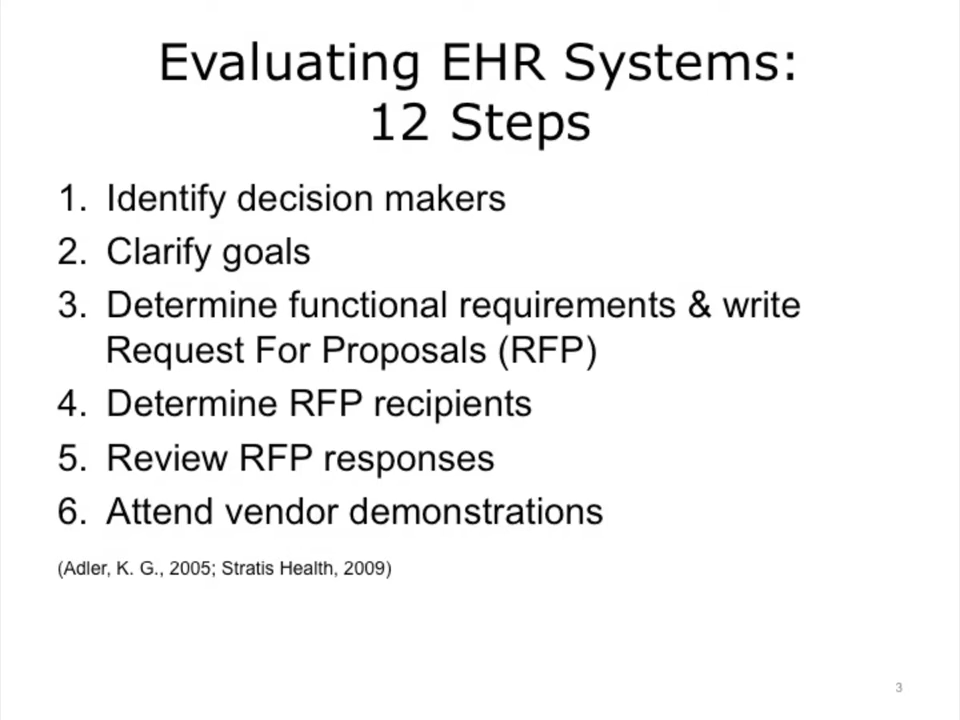 Evaluating EHR Systems:
12 Steps
1. Identify decision makers
2. Clarify goals
3. Determine functional requirements & write
Request For Proposals (RFP)
4. Determine RFP recipients
5. Review RFP responses
6. Attend vendor demonstrations
(Adler, K. G., 2005; Stratis Health, 2009)
3